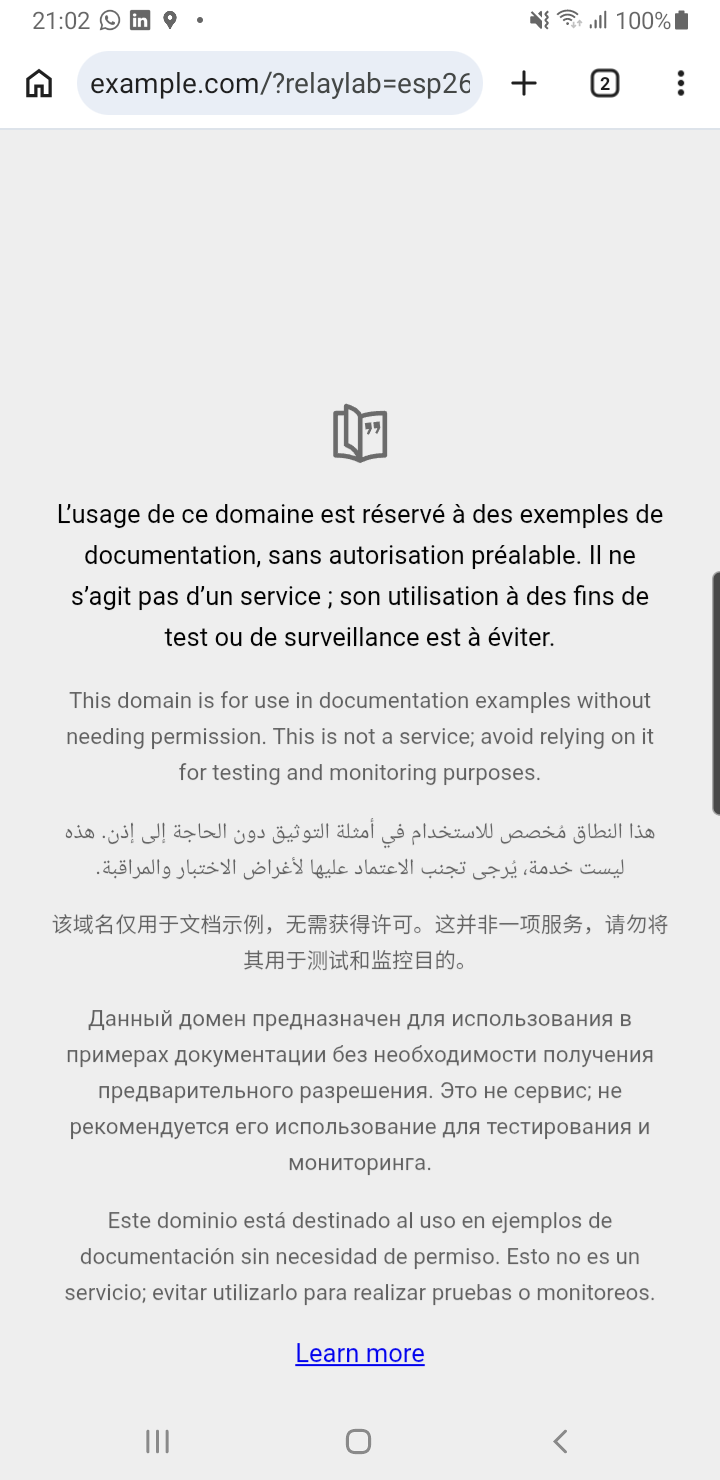 21:02
100%
example.com/?relaylab=esp26
2
L’usage de ce domaine est réservé à des exemples de
documentation, sans autorisation préalable. Il ne
s’agit pas d’un service ; son utilisation à des fins de
test ou de surveillance est à éviter.
This domain is for use in documentation examples without
needing permission. This is not a service; avoid relying on it
for testing and monitoring purposes.
هذا النطاق مُخصص للاستخدام في أمثلة التوثيق دون الحاجة إلى إذن. هذه
ليست خدمة، يُرجى تجنب الاعتماد عليها لأغراض الاختبار والمراقبة.
该域名仅用于文档示例，无需获得许可。这并非一项服务，请勿将
其用于测试和监控目的。
Данный домен предназначен для использования в
примерах документации без необходимости получения
предварительного разрешения. Это не сервис; не
рекомендуется его использование для тестирования и
мониторинга.
Este dominio está destinado al uso en ejemplos de
documentación sin necesidad de permiso. Esto no es un
servicio; evitar utilizarlo para realizar pruebas o monitoreos.
Learn more